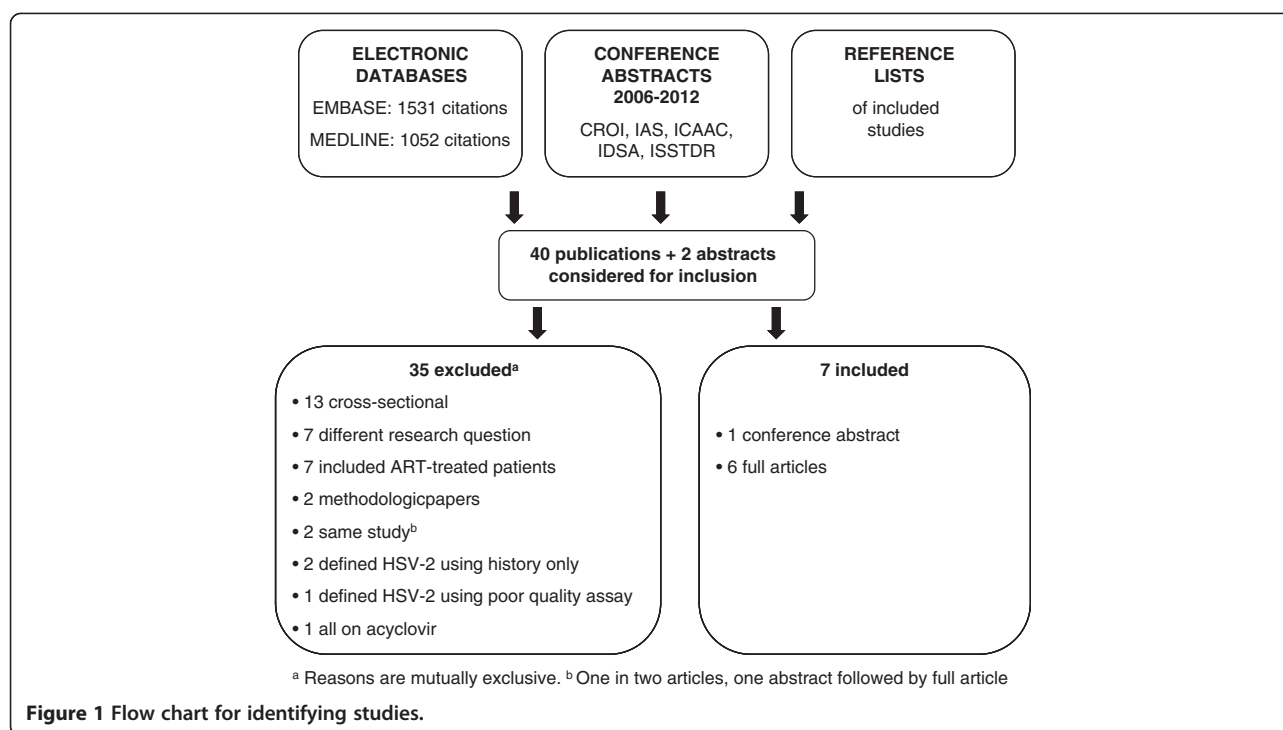 ELECTRONIC
DATABASES
EMBASE: 1531 citations
MEDLINE: 1052 citations
CONFERENCE
ABSTRACTS
2006-2012
CROI, IAS, ICAAC,
IDSA, ISSTDR
REFERENCE
LISTS
of included
studies
40 publications + 2 abstracts
considered for inclusion
35 excludedᵃ
• 13 cross-sectional
• 7 different research question
• 7 included ART-treated patients
• 2 methodologicpapers
• 2 same studyᵇ
• 2 defined HSV-2 using history only
• 1 defined HSV-2 using poor quality assay
• 1 all on acyclovir
7 included
• 1 conference abstract
• 6 full articles
ᵃ Reasons are mutually exclusive. ᵇ One in two articles, one abstract followed by full article
Figure 1 Flow chart for identifying studies.